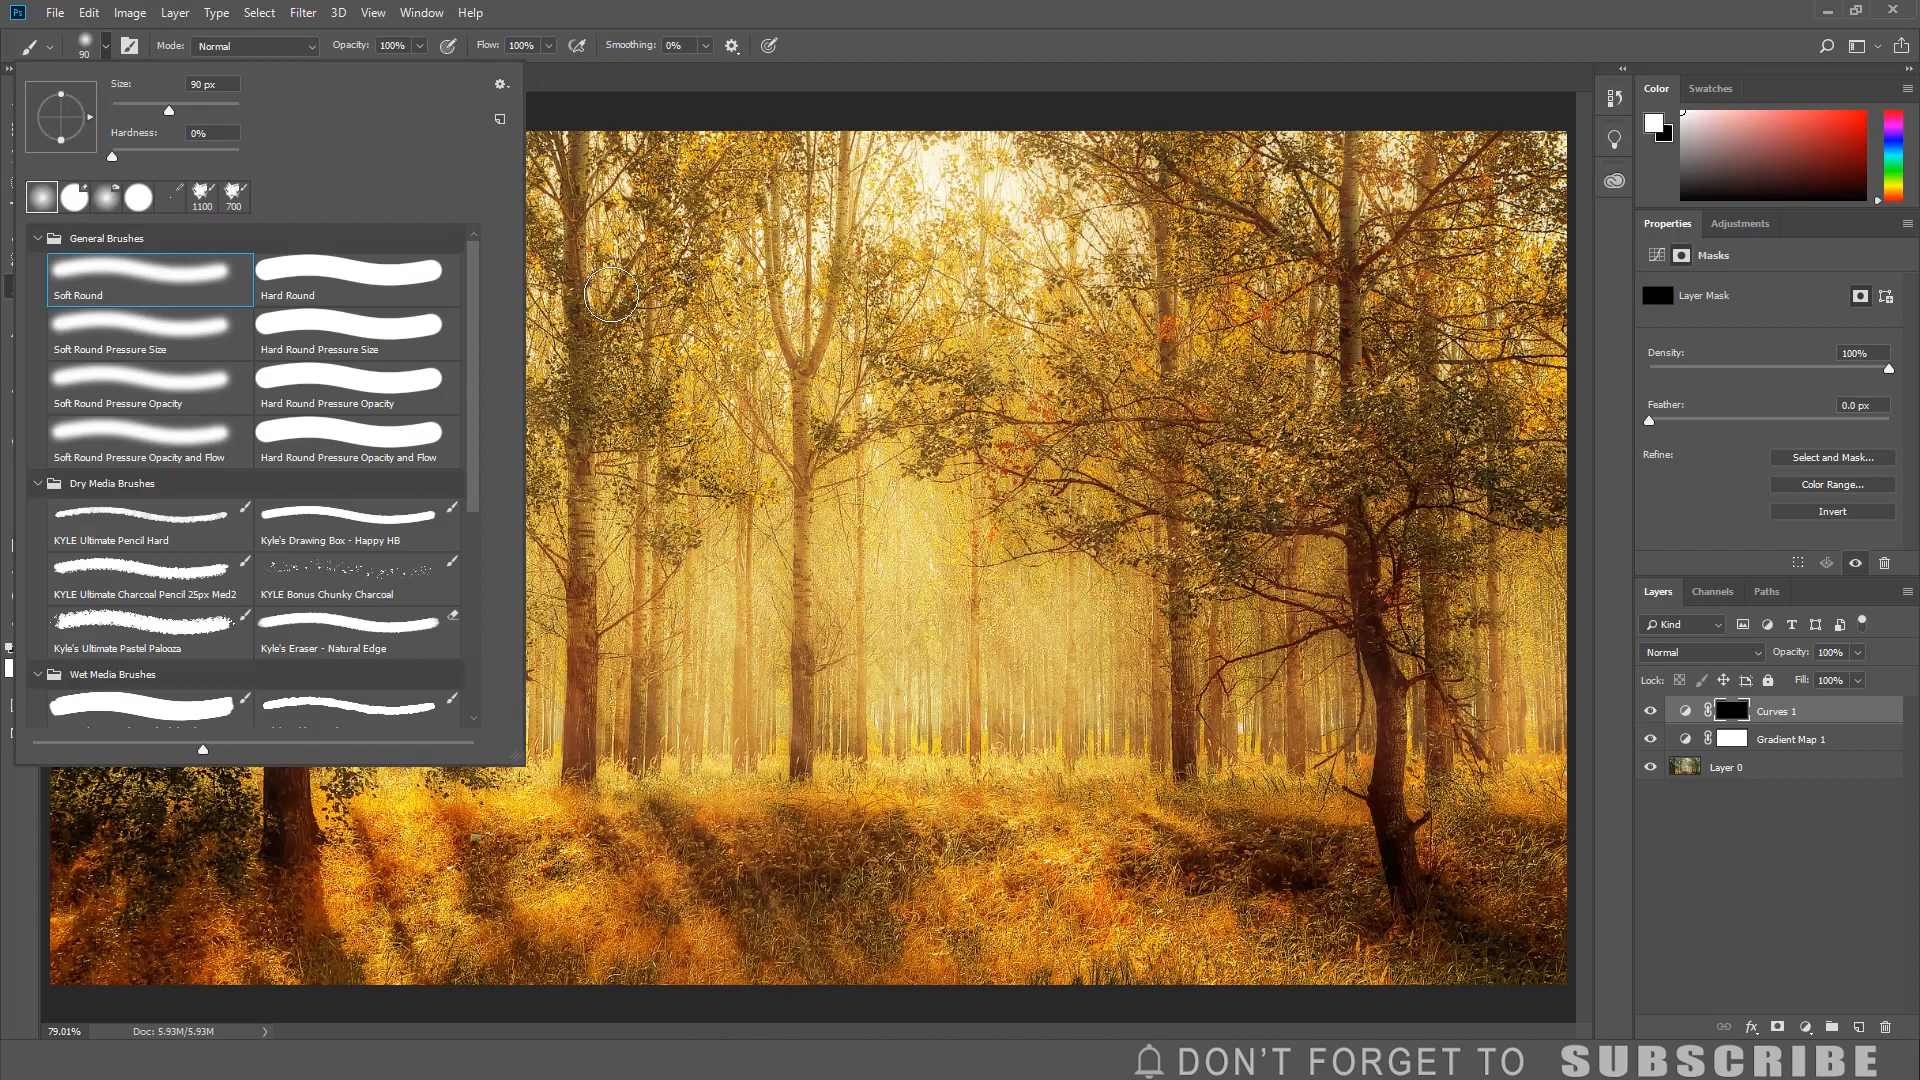 Ps File Edit Image Layer Type Select Filter 3D View Window Help
90 Mode: Normal Opacity: 100% Flow: 100% Smoothing: 0%
Size: 90 px
Hardness: 0%
1100 700
General Brushes
Soft Round Hard Round
Soft Round Pressure Size Hard Round Pressure Size
Soft Round Pressure Opacity Hard Round Pressure Opacity
Soft Round Pressure Opacity and Flow Hard Round Pressure Opacity and Flow
Dry Media Brushes
KYLE Ultimate Pencil Hard Kyle's Drawing Box - Happy HB
KYLE Ultimate Charcoal Pencil 25px Med2 KYLE Bonus Chunky Charcoal
Kyle's Ultimate Pastel Palooza Kyle's Eraser - Natural Edge
Wet Media Brushes
Color Swatches
Properties Adjustments
Masks
Layer Mask
Density: 100%
Feather: 0.0 px
Refine: Select and Mask...
Color Range...
Invert
Layers Channels Paths
Kind
Normal Opacity: 100%
Lock: Fill: 100%
Curves 1
Gradient Map 1
Layer 0
79.01% Doc: 5.93M/5.93M
DON'T FORGET TO SUBSCRIBE